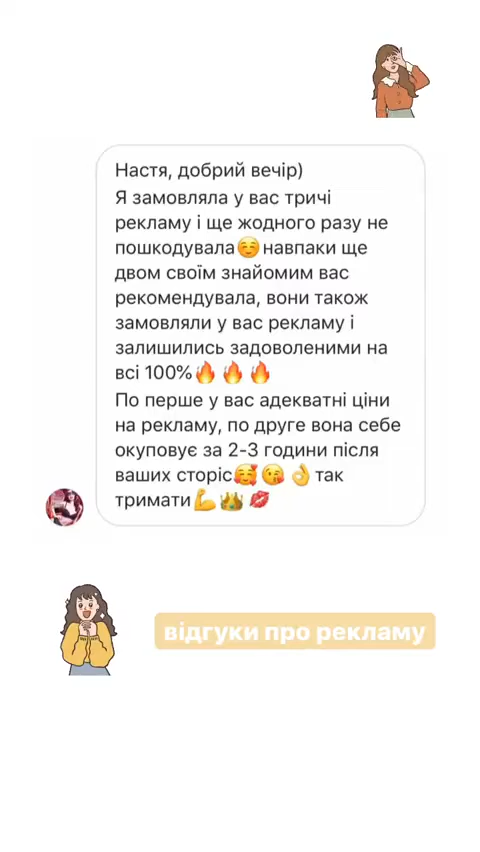 Настя, добрий вечір)
Я замовляла у вас тричі
рекламу і ще жодного разу не
пошкодувала☺️навпаки ще
двом своїм знайомим вас
рекомендувала, вони також
замовляли у вас рекламу і
залишились задоволеними на
всі 100%🔥🔥🔥
По перше у вас адекватні ціни
на рекламу, по друге вона себе
окуповує за 2-3 години після
ваших сторіс🥰😘👌так
тримати💪👑💋
відгуки про рекламу